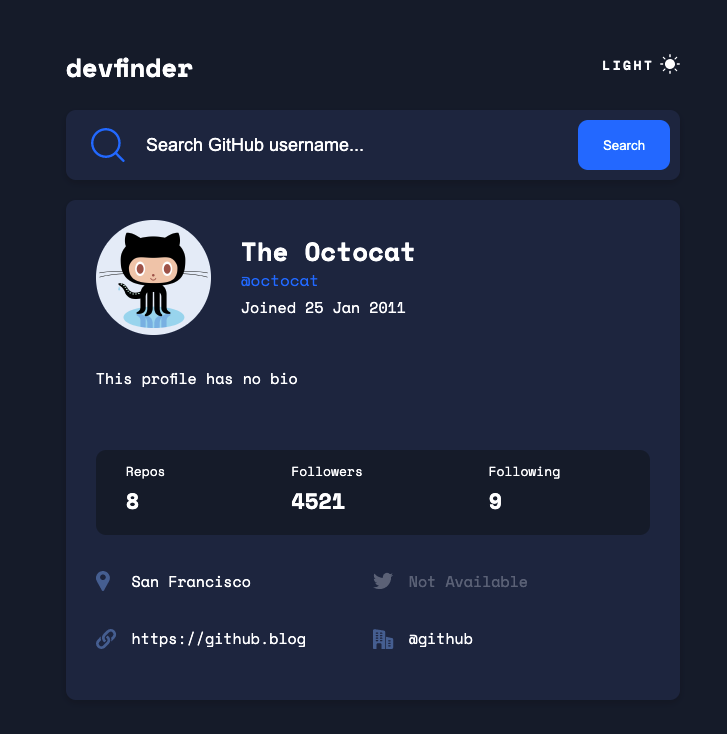 devfinder
LIGHT
Search GitHub username...
Search
The Octocat
@octocat
Joined 25 Jan 2011
This profile has no bio
Repos Followers Following
8 4521 9
San Francisco Not Available
https://github.blog @github